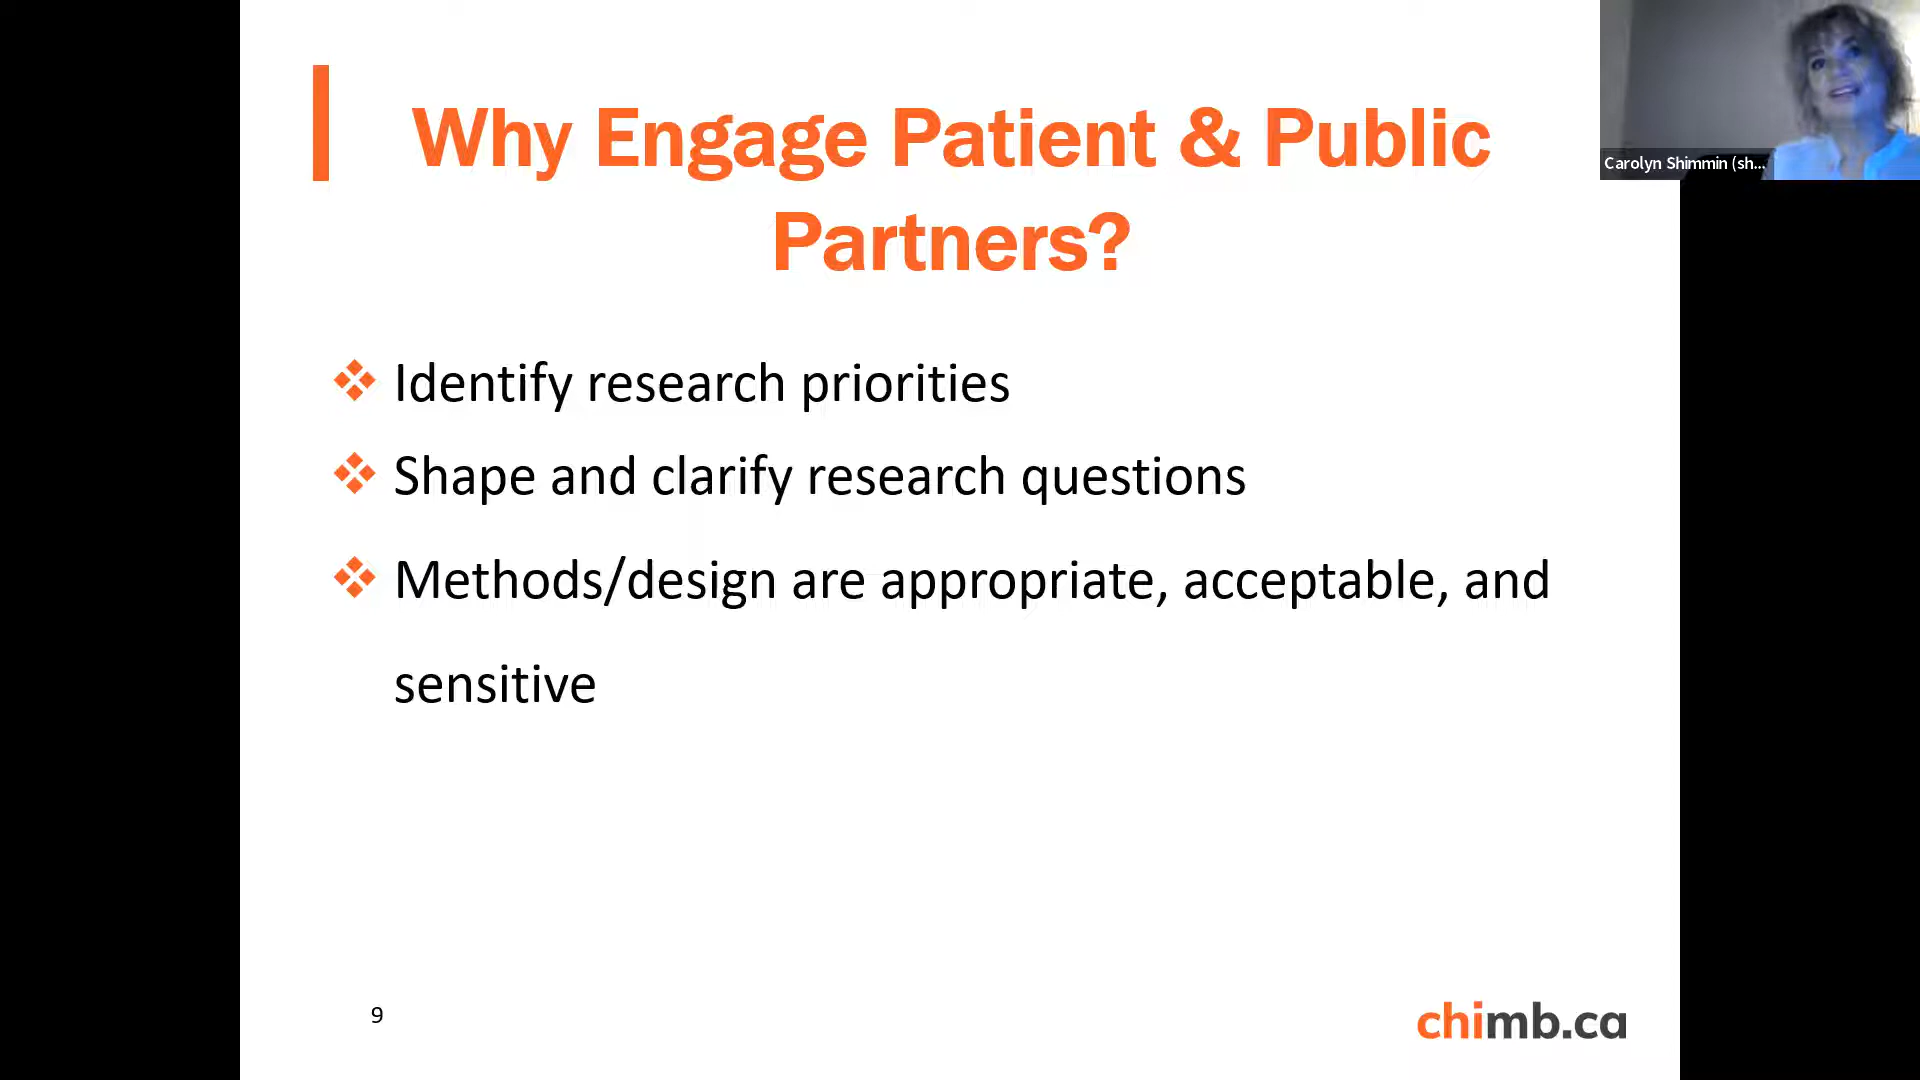 Why Engage Patient & Public
Partners?
Carolyn Shimmin (sh...
Identify research priorities
Shape and clarify research questions
Methods/design are appropriate, acceptable, and
sensitive
9
chimb.ca